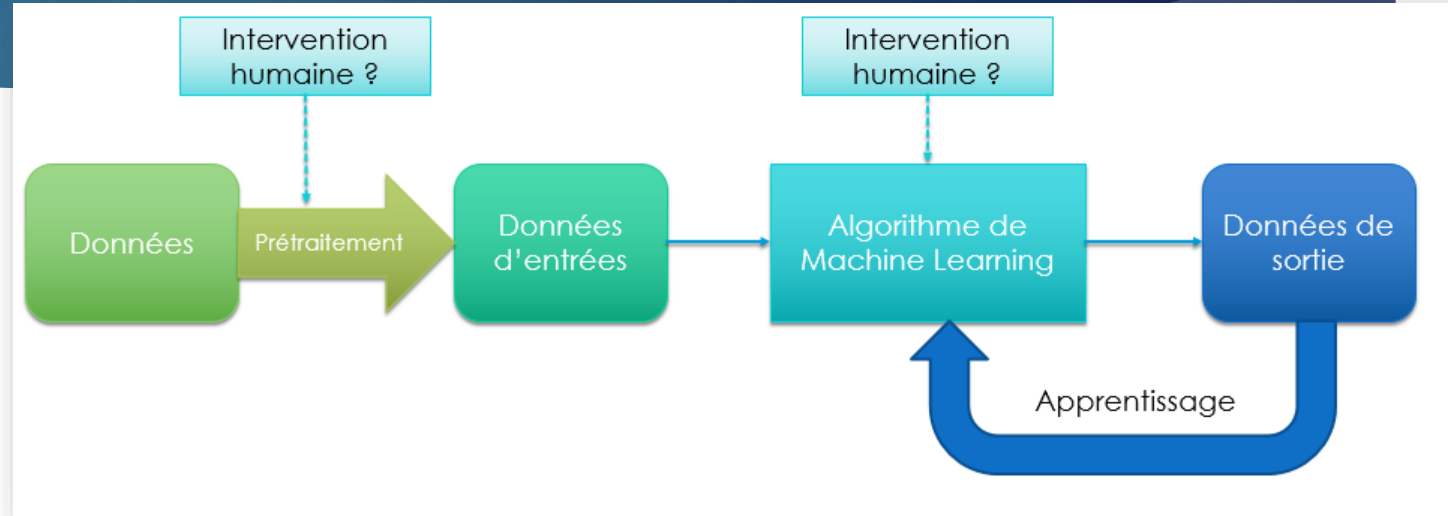 Intervention
humaine ?
Intervention
humaine ?
Données
Prétraitement
Données
d’entrées
Algorithme de
Machine Learning
Données de
sortie
Apprentissage